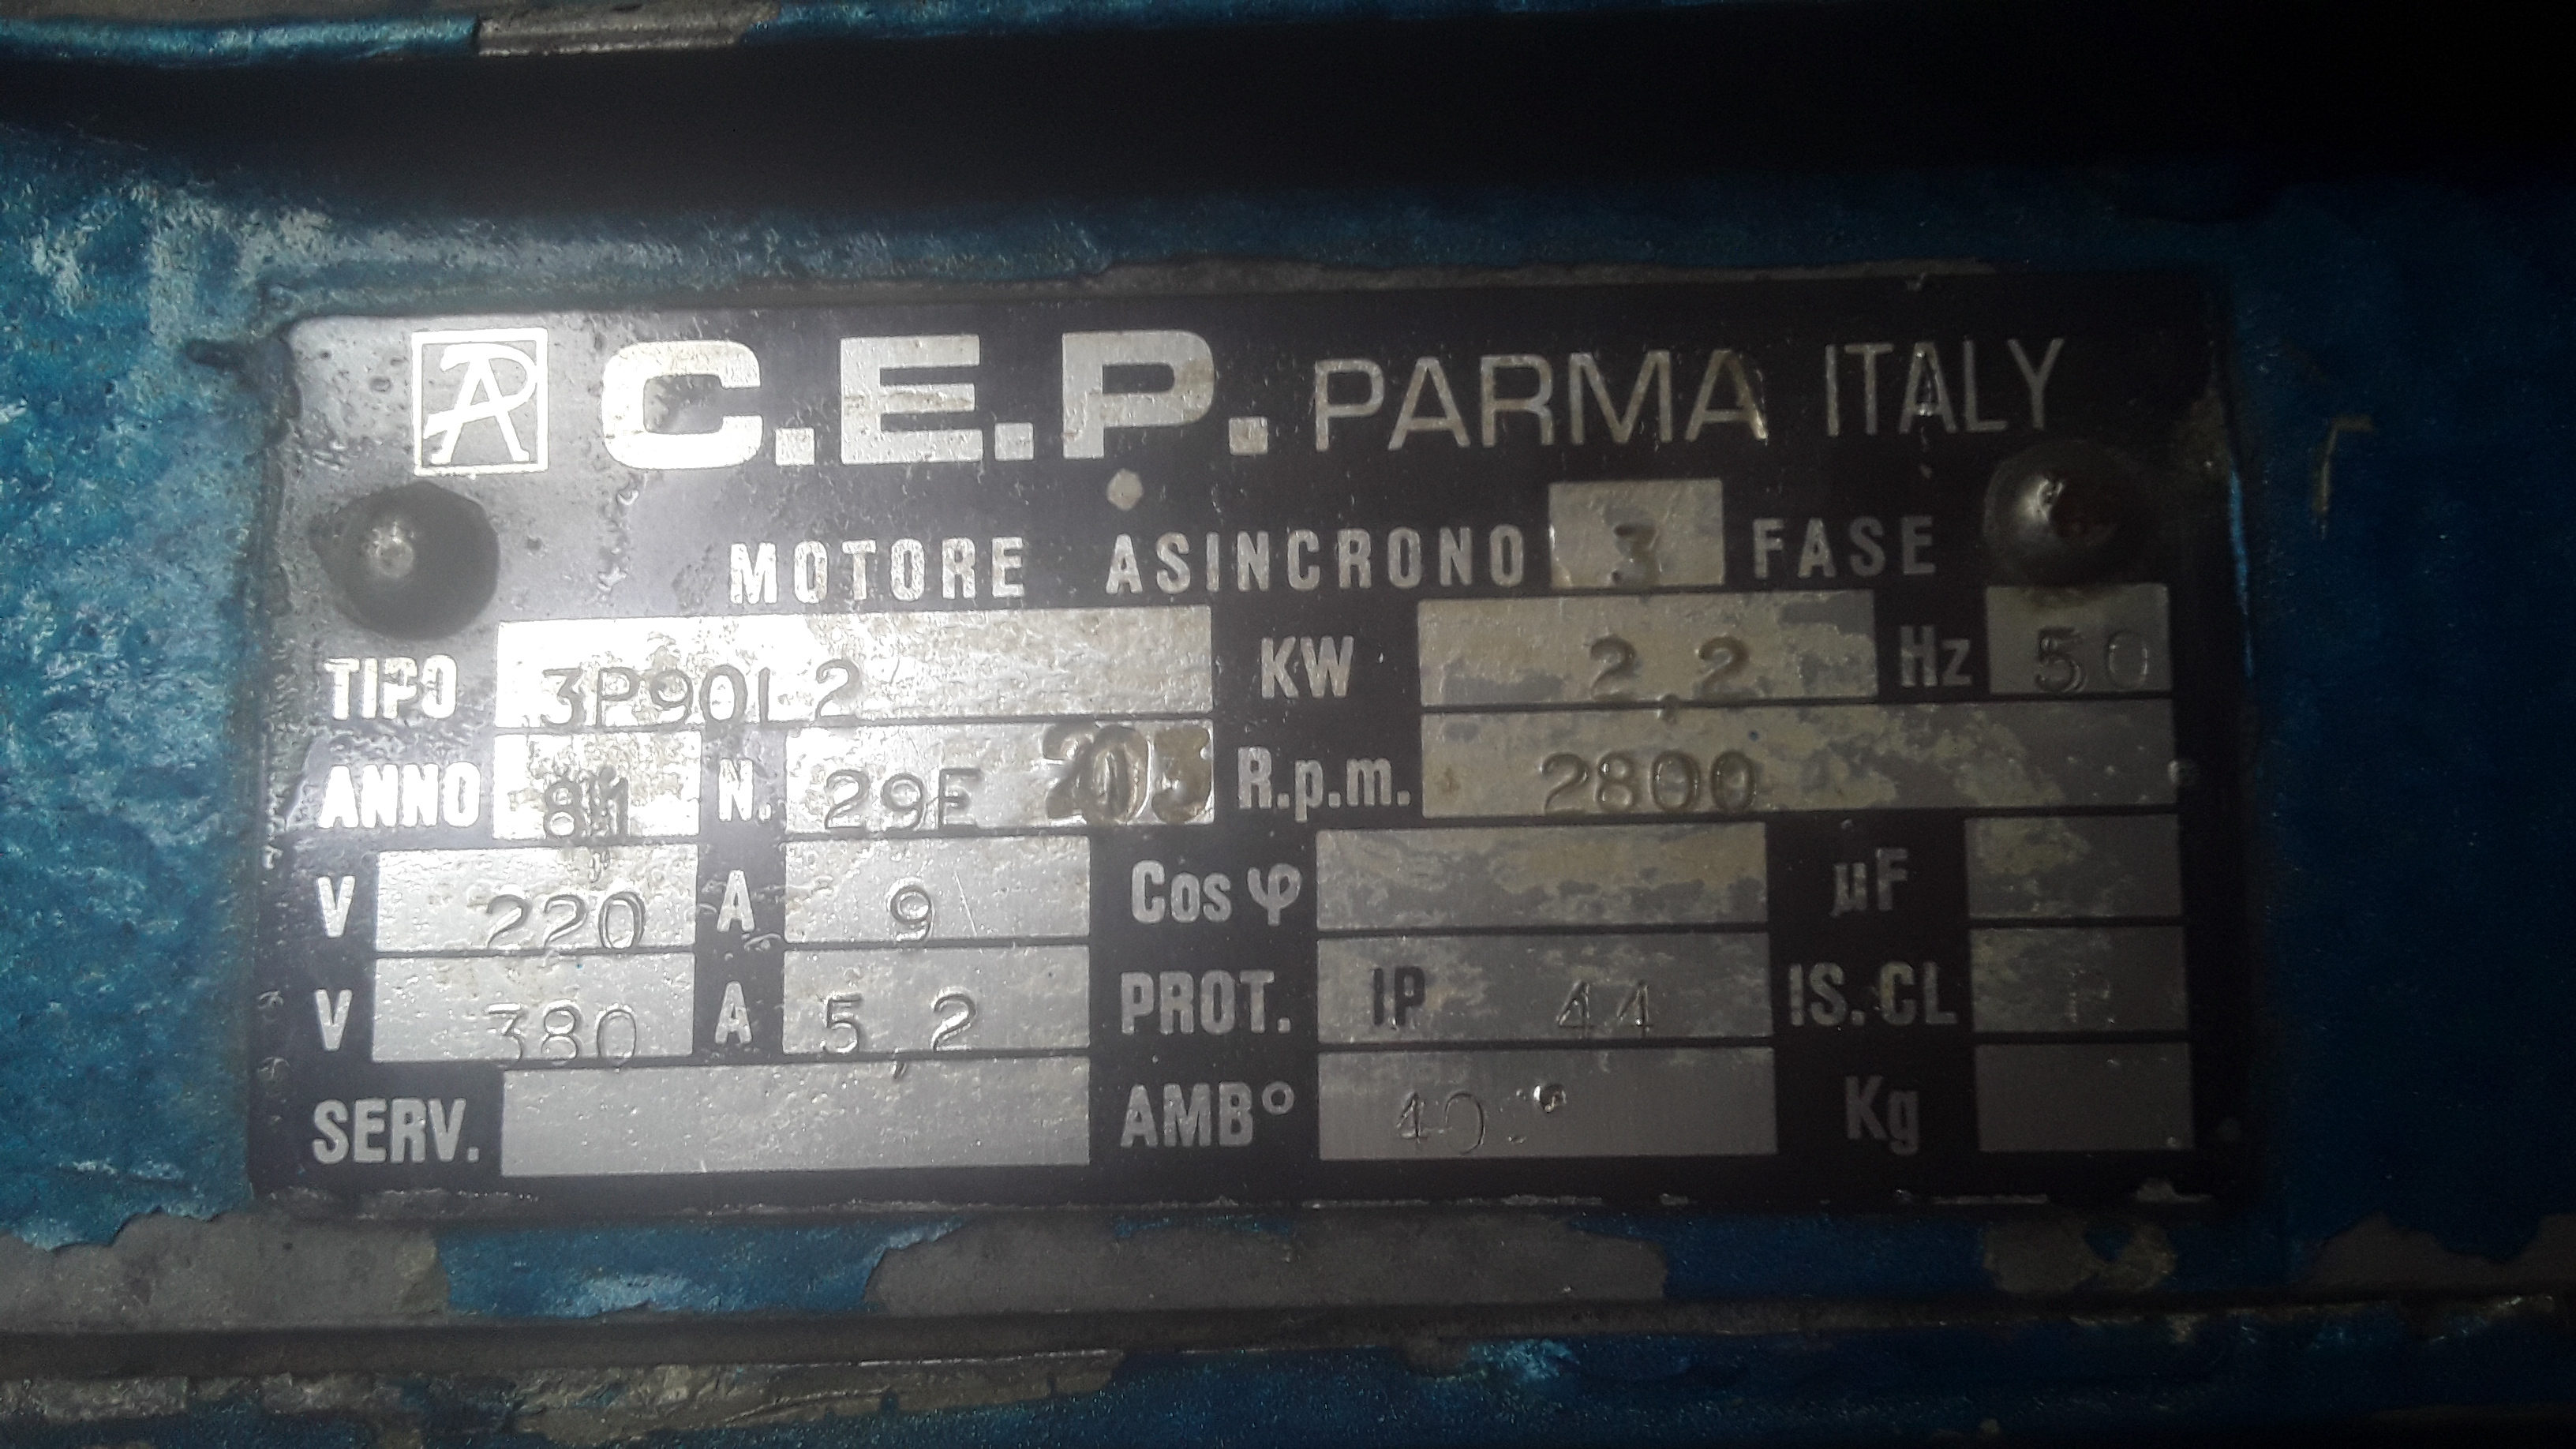 C.E.P. PARMA ITALY
MOTORE ASINCRONO 3 FASE
TIPO 3P90L2 KW 2.2 Hz 50
ANNO N. 29E R.p.m. 2800
V 220 A 9 Cos φ µF
V 380 A 5,2 PROT. IP 44 IS.CL
SERV. AMB° 40 Kg